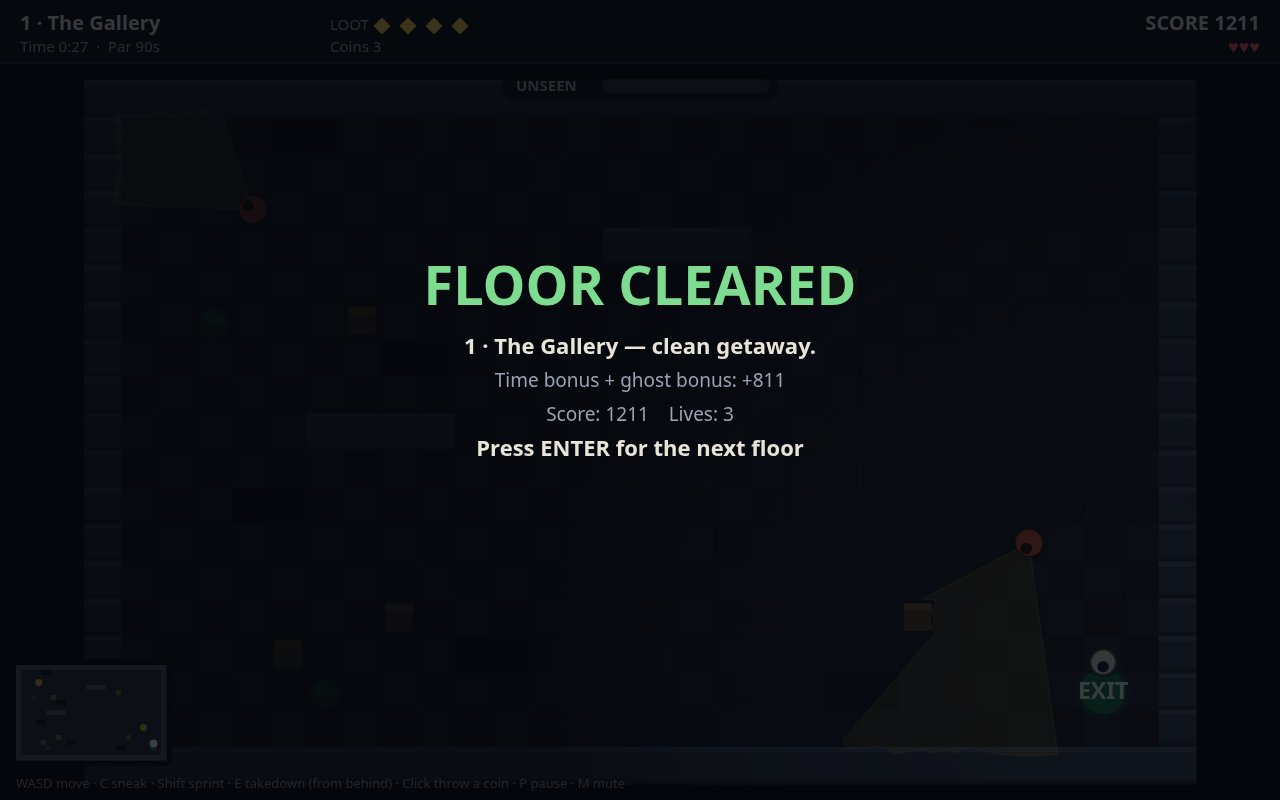 1 · The Gallery
LOOT ◆ ◆ ◆ ◆
SCORE 1211
Time 0:27 · Par 90s
Coins 3
♥♥♥
UNSEEN
FLOOR CLEARED
1 · The Gallery — clean getaway.
Time bonus + ghost bonus: +811
Score: 1211 Lives: 3
Press ENTER for the next floor
EXIT
WASD move · C sneak · Shift sprint · E takedown (from behind) · Click throw a coin · P pause · M mute